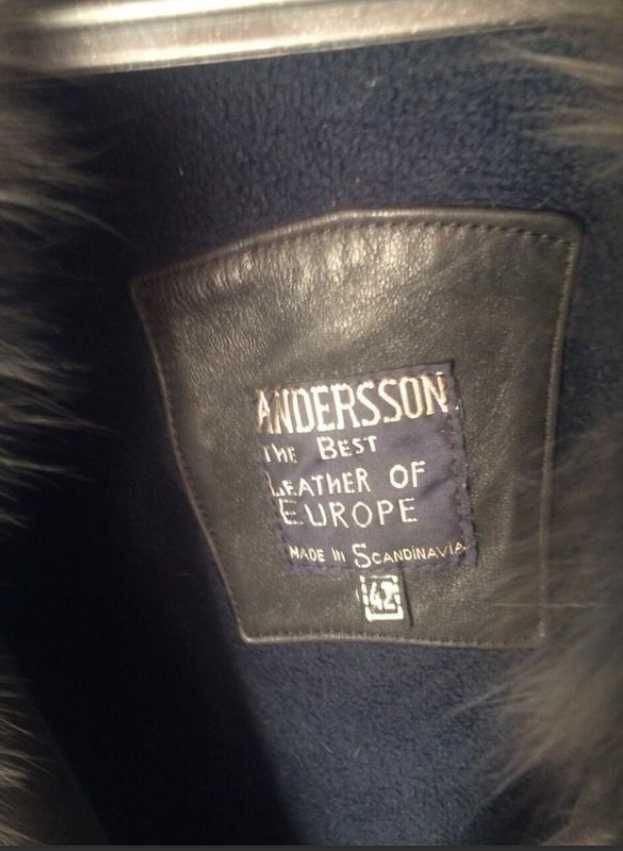 ANDERSSON
THE BEST
LEATHER OF
EUROPE
MADE IN SCANDINAVIA
42